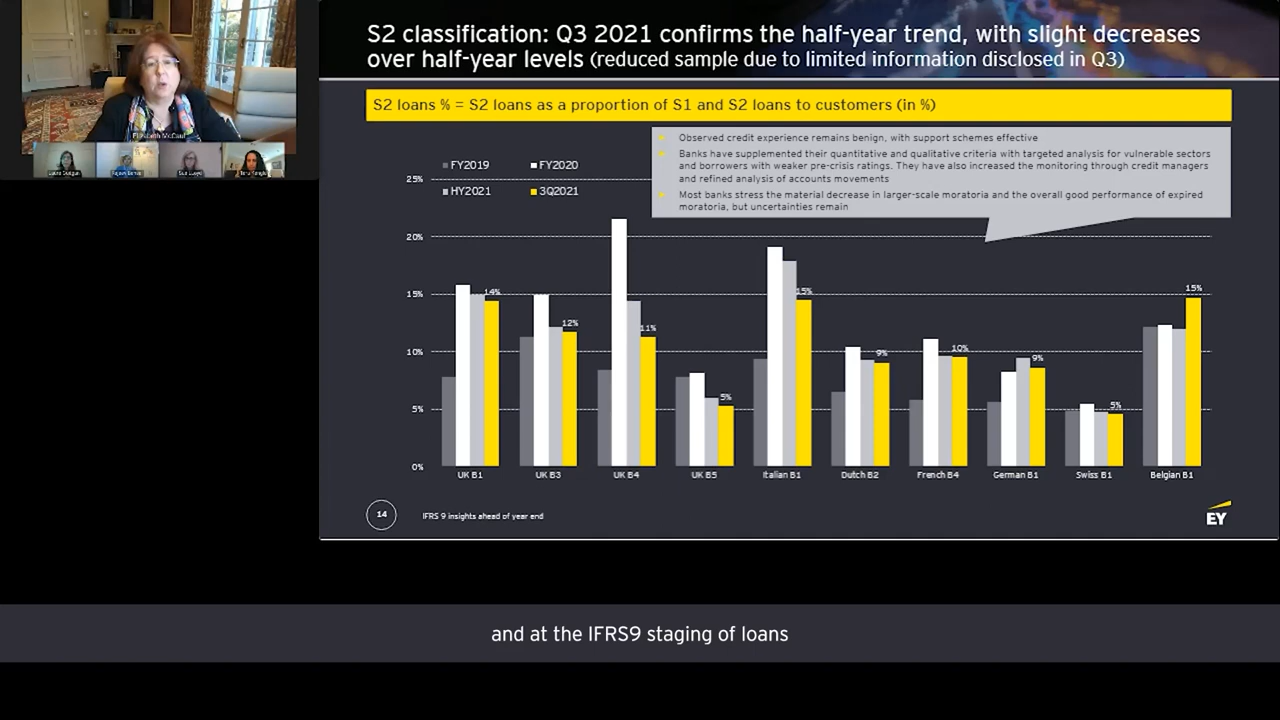 S2 classification: Q3 2021 confirms the half-year trend, with slight decreases
over half-year levels (reduced sample due to limited information disclosed in Q3)
S2 loans % = S2 loans as a proportion of S1 and S2 loans to customers (in %)
Observed credit experience remains benign, with support schemes effective
Banks have supplemented their quantitative and qualitative criteria with targeted analysis for vulnerable sectors
and borrowers with weaker pre-crisis ratings. They have also increased the monitoring through credit managers
and refined analysis of accounts movements
Most banks stress the material decrease in larger-scale moratoria and the overall good performance of expired
moratoria, but uncertainties remain
FY2019 FY2020
HY2021 3Q2021
25%
20%
15%
10%
5%
0%
14%
12%
11%
5%
15%
9%
10%
9%
5%
15%
UK B1 UK B3 UK B4 UK B5 Italian B1 Dutch B2 French B4 German B1 Swiss B1 Belgian B1
14 IFRS 9 insights ahead of year end
EY
and at the IFRS9 staging of loans